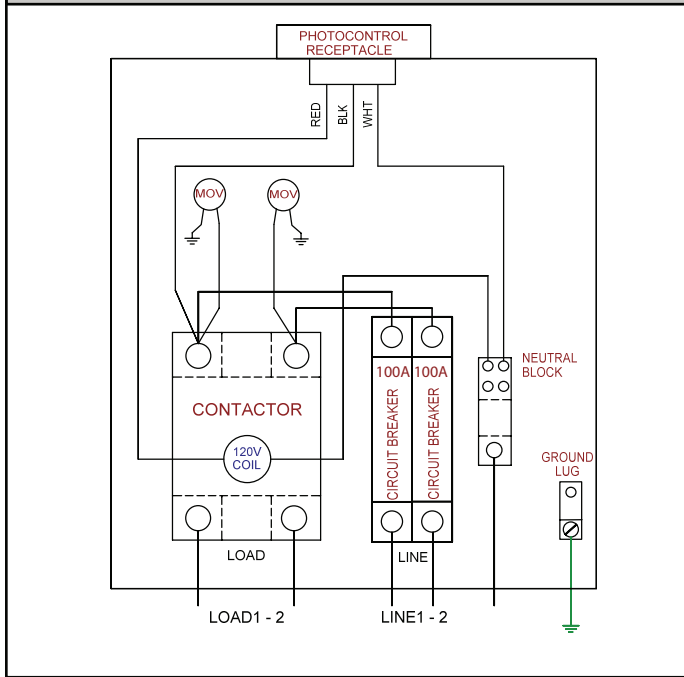 PHOTOCONTROL
RECEPTACLE
RED
BLK
WHT
MOV
MOV
100A
100A
NEUTRAL
BLOCK
CONTACTOR
CIRCUIT BREAKER
CIRCUIT BREAKER
120V
COIL
GROUND
LUG
LOAD
LINE
LOAD1 - 2
LINE1 - 2